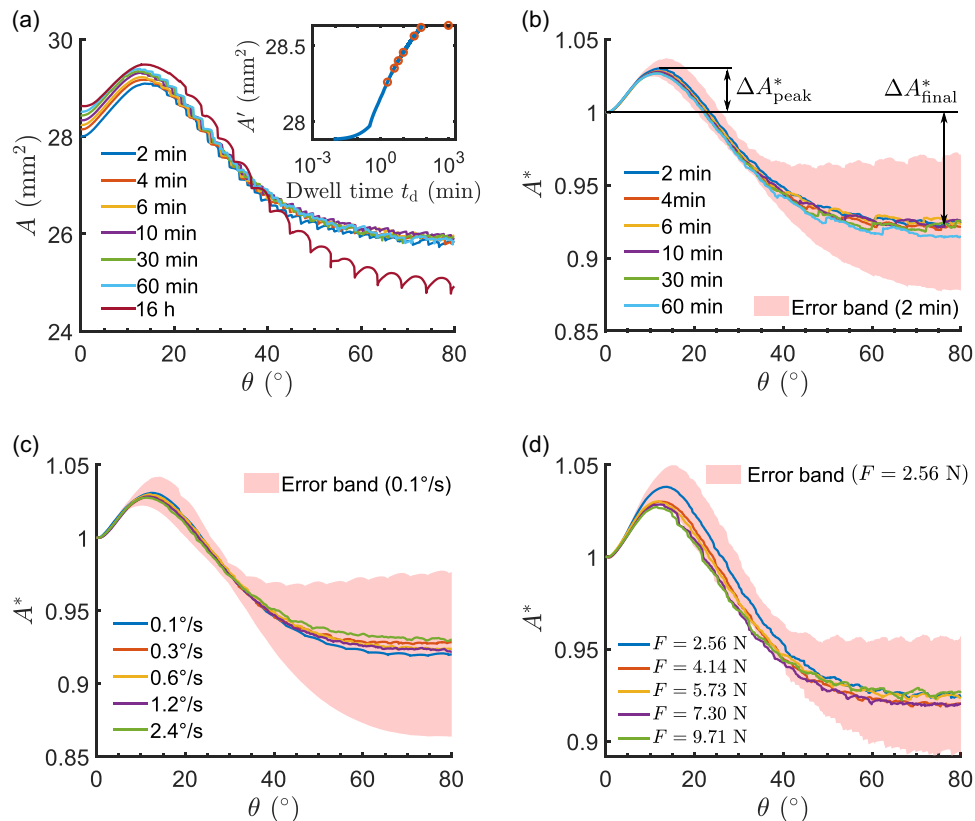 (a)
30
28
26
24
A (mm²)
0
20
40
60
80
θ (°)
2 min
4 min
6 min
10 min
30 min
60 min
16 h
28.5
28
A′ (mm²)
10⁻³
10⁰
10³
Dwell time t_d (min)
(b)
1.05
1
0.95
0.9
0.85
A*
0
20
40
60
80
θ (°)
ΔA*_peak
ΔA*_final
2 min
4min
6 min
10 min
30 min
60 min
Error band (2 min)
(c)
1.05
1
0.95
0.9
0.85
A*
0
20
40
60
80
θ (°)
Error band (0.1°/s)
0.1°/s
0.3°/s
0.6°/s
1.2°/s
2.4°/s
(d)
1.05
1
0.95
0.9
A*
0
20
40
60
80
θ (°)
Error band (F = 2.56 N)
F = 2.56 N
F = 4.14 N
F = 5.73 N
F = 7.30 N
F = 9.71 N